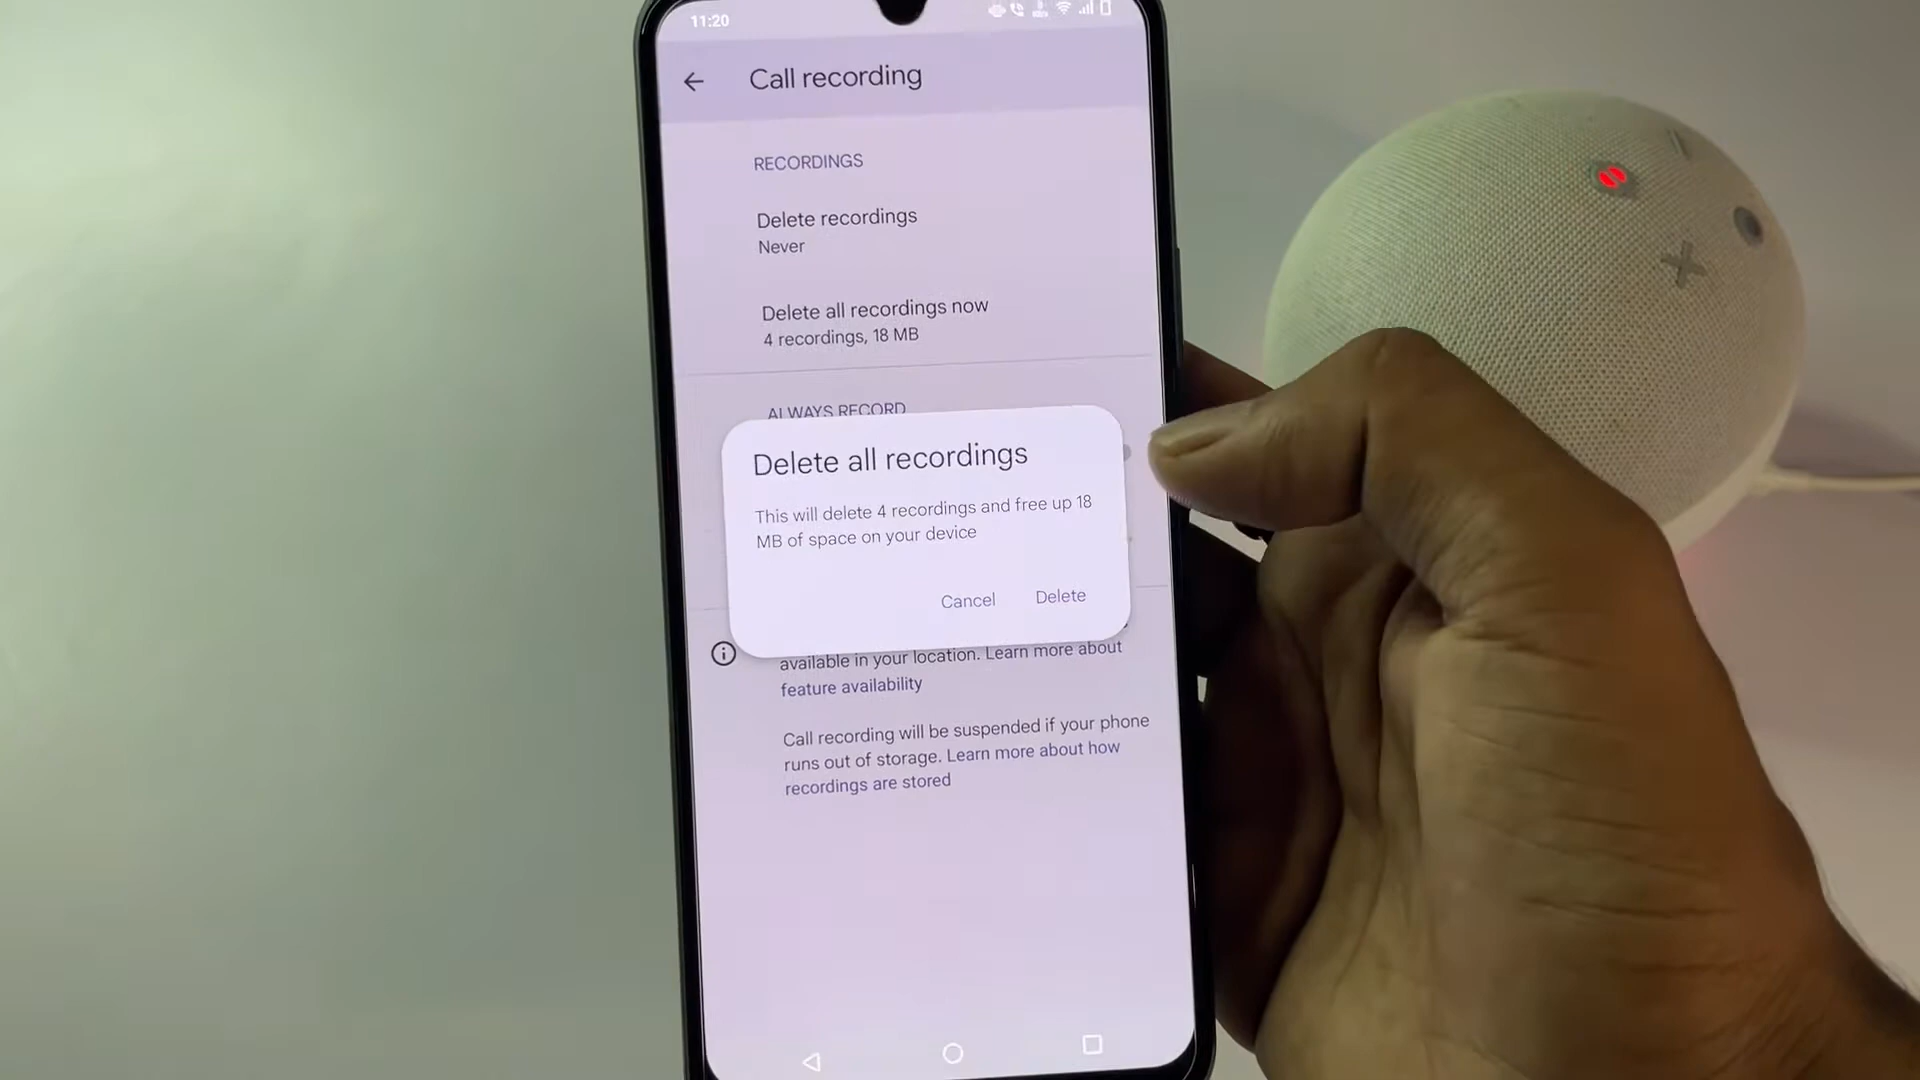 11:20
Call recording
RECORDINGS
Delete recordings
Never
Delete all recordings now
4 recordings, 18 MB
ALWAYS RECORD
Delete all recordings
This will delete 4 recordings and free up 18
MB of space on your device
Cancel Delete
available in your location. Learn more about
feature availability
Call recording will be suspended if your phone
runs out of storage. Learn more about how
recordings are stored